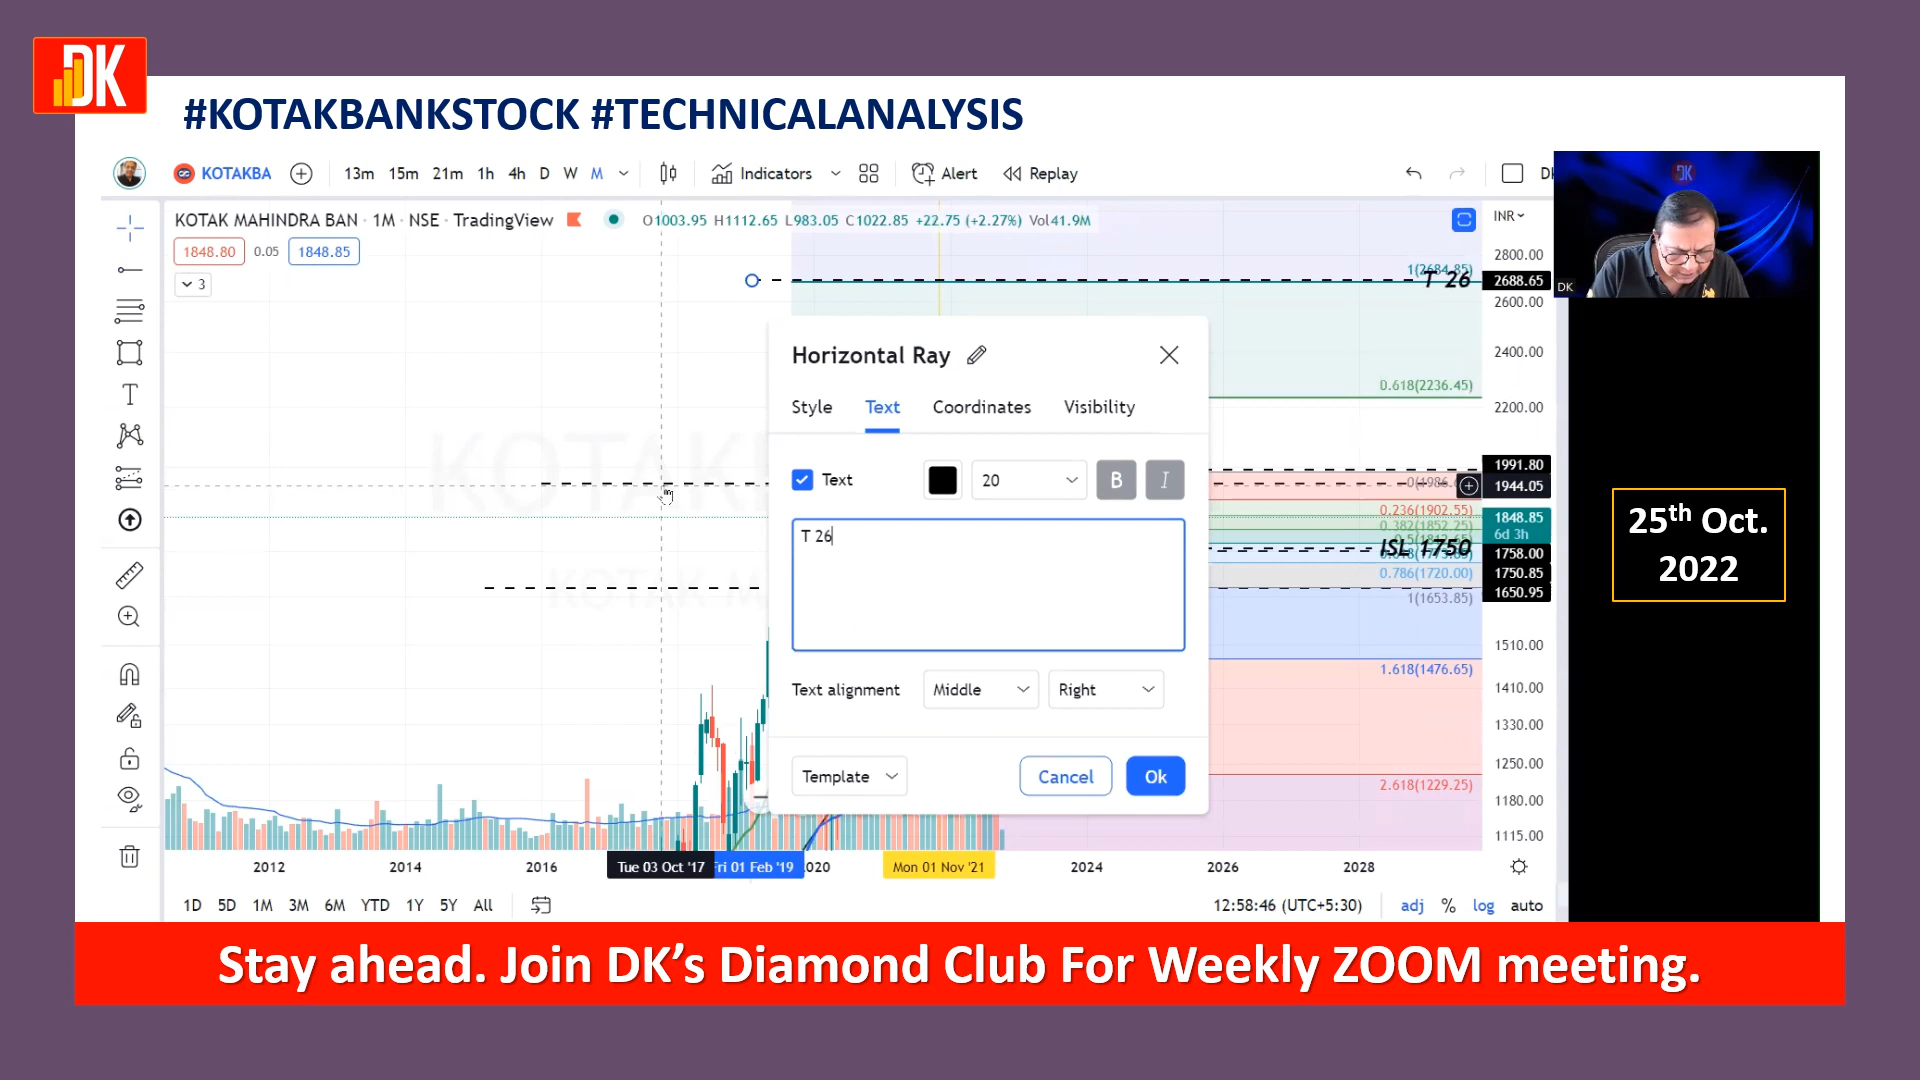 DK
#KOTAKBANKSTOCK #TECHNICALANALYSIS
KOTAKBA 13m 15m 21m 1h 4h D W M Indicators Alert Replay
KOTAK MAHINDRA BAN · 1M · NSE · TradingView O1003.95 H1112.65 L983.05 C1022.85 +22.75 (+2.27%) Vol41.9M INR
1848.80 0.05 1848.85
3
DK
2800.00
1(2684.85)
T 26 2688.65
2600.00
Horizontal Ray
2400.00
0.618(2236.45)
Style Text Coordinates Visibility 2200.00
KOTAK
1991.80
Text 20 B I
1944.05
0.236(1902.55)
1848.85
6d 3h
0.382(1852.25)
T 26
ISL 1750
1758.00
0.786(1720.00) 1750.85
1650.95
1(1653.85)
25th Oct.
2022
1510.00
1.618(1476.65)
Text alignment Middle Right 1410.00
1330.00
1250.00
Template Cancel Ok
2.618(1229.25)
1180.00
1115.00
2012 2014 2016 Tue 03 Oct '17 Fri 01 Feb '19 Mon 01 Nov '21 2024 2026 2028
1D 5D 1M 3M 6M YTD 1Y 5Y All 12:58:46 (UTC+5:30) adj % log auto
Stay ahead. Join DK’s Diamond Club For Weekly ZOOM meeting.